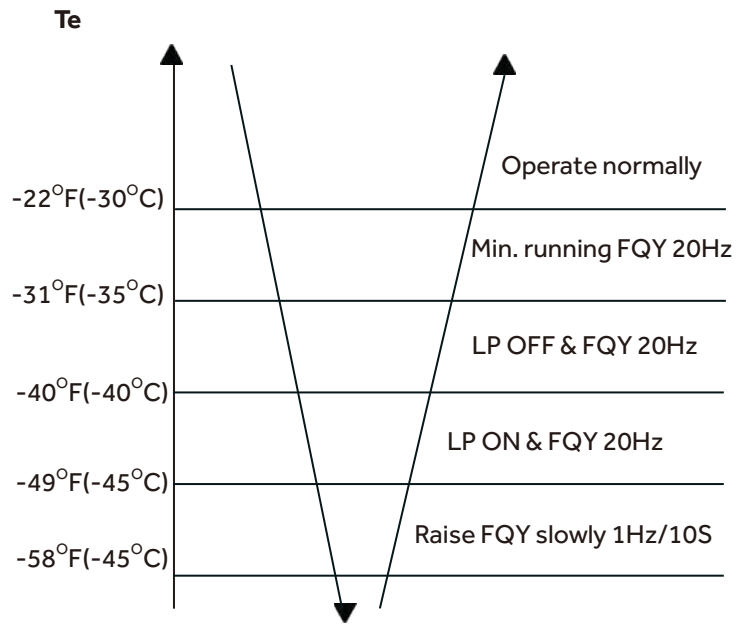 Te
Operate normally
-22°F(-30°C)
Min. running FQY 20Hz
-31°F(-35°C)
LP OFF & FQY 20Hz
-40°F(-40°C)
LP ON & FQY 20Hz
-49°F(-45°C)
Raise FQY slowly 1Hz/10S
-58°F(-45°C)